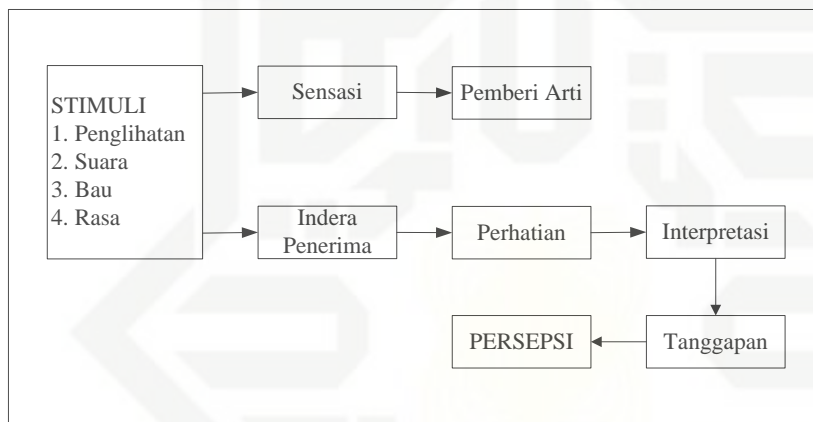 STIMULI
1. Penglihatan
2. Suara
3. Bau
4. Rasa
Sensasi
Pemberi Arti
Indera
Penerima
Perhatian
Interpretasi
Tanggapan
PERSEPSI